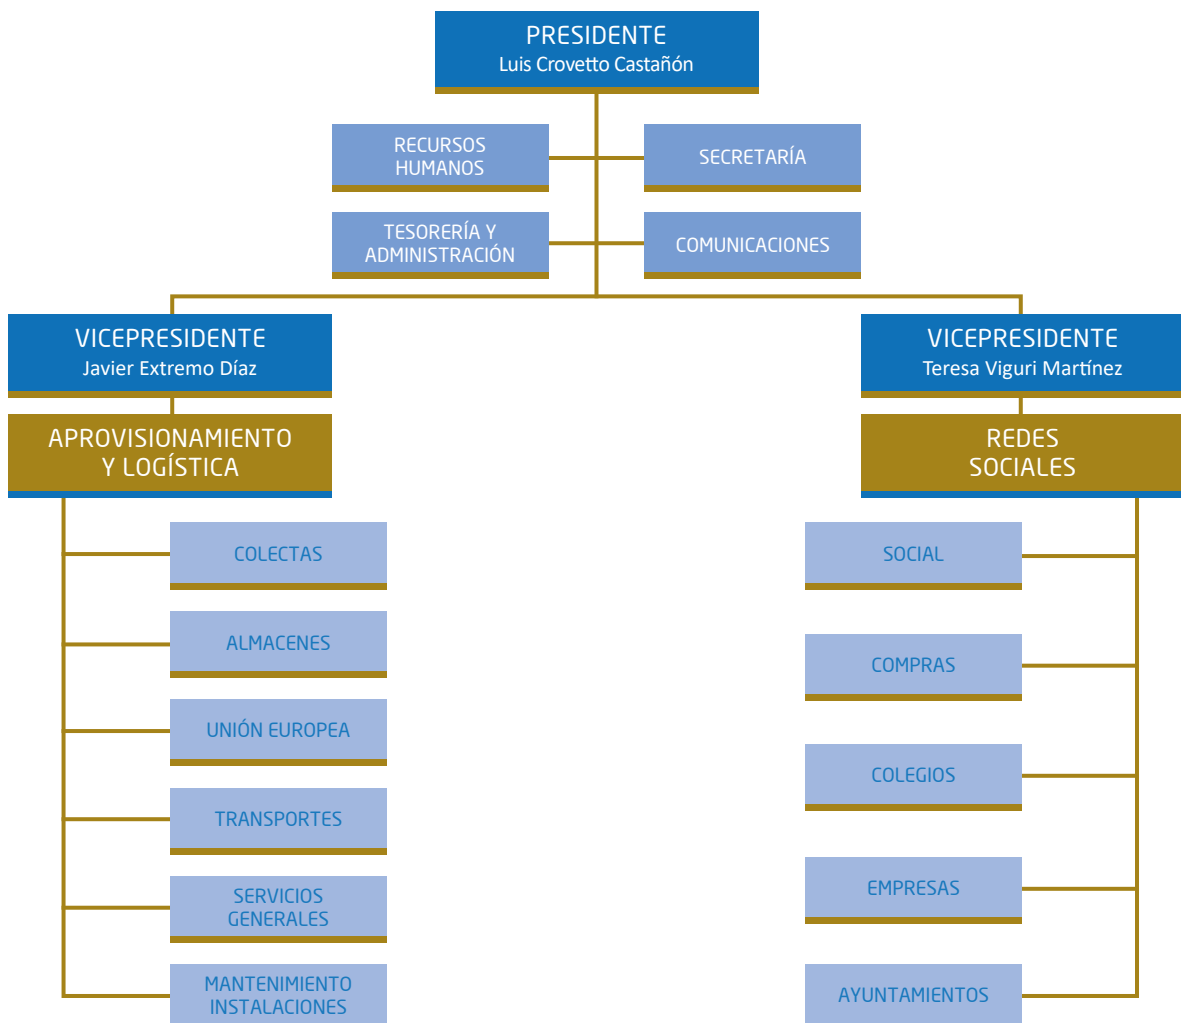 PRESIDENTE
Luis Crovetto Castañón
RECURSOS
HUMANOS
SECRETARÍA
TESORERÍA Y
ADMINISTRACIÓN
COMUNICACIONES
VICEPRESIDENTE
Javier Extremo Díaz
VICEPRESIDENTE
Teresa Viguri Martínez
APROVISIONAMIENTO
Y LOGÍSTICA
REDES
SOCIALES
COLECTAS
ALMACENES
UNIÓN EUROPEA
TRANSPORTES
SERVICIOS
GENERALES
MANTENIMIENTO
INSTALACIONES
SOCIAL
COMPRAS
COLEGIOS
EMPRESAS
AYUNTAMIENTOS